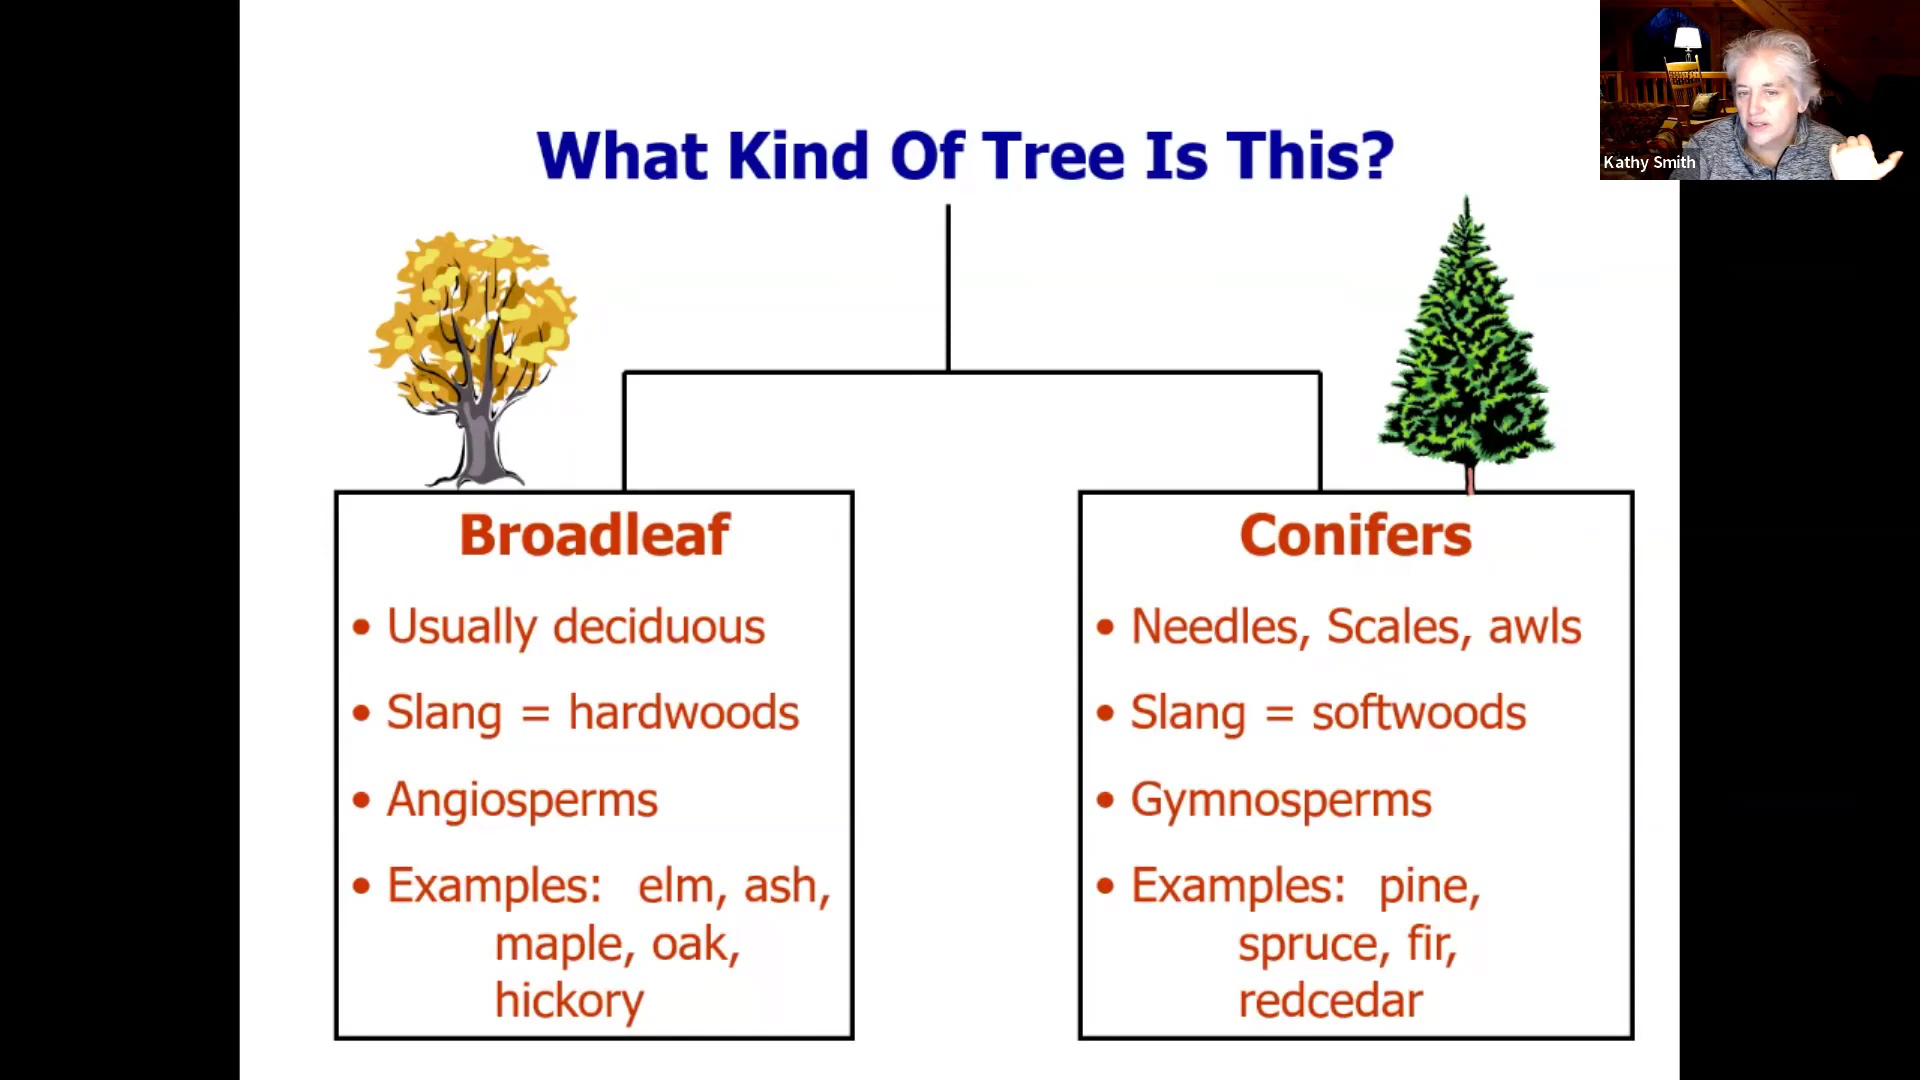 What Kind Of Tree Is This?
Kathy Smith
Broadleaf
• Usually deciduous
• Slang = hardwoods
• Angiosperms
• Examples: elm, ash,
maple, oak,
hickory
Conifers
• Needles, Scales, awls
• Slang = softwoods
• Gymnosperms
• Examples: pine,
spruce, fir,
redcedar